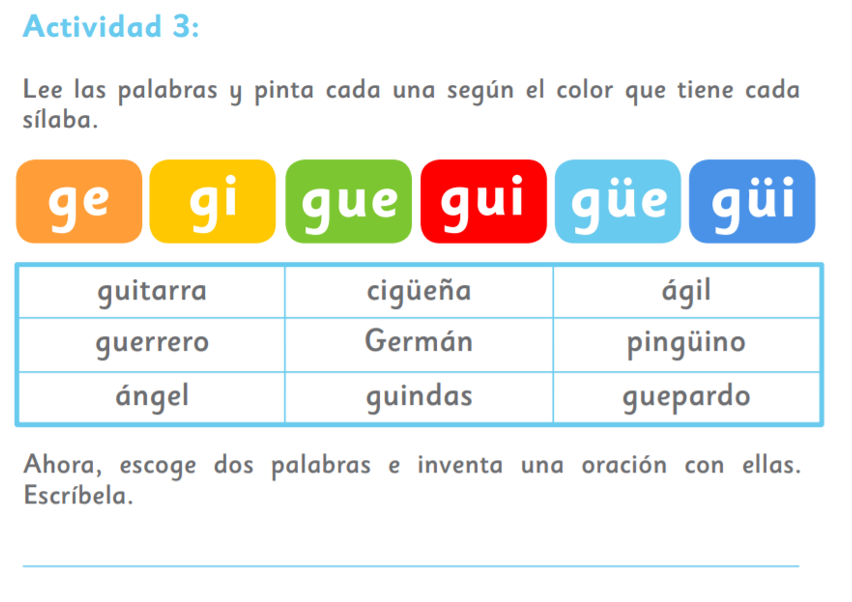 Actividad 3:
Lee las palabras y pinta cada una según el color que tiene cada
sílaba.
ge gi gue gui güe güi
guitarra cigüeña ágil
guerrero Germán pingüino
ángel guindas guepardo
Ahora, escoge dos palabras e inventa una oración con ellas.
Escríbela.